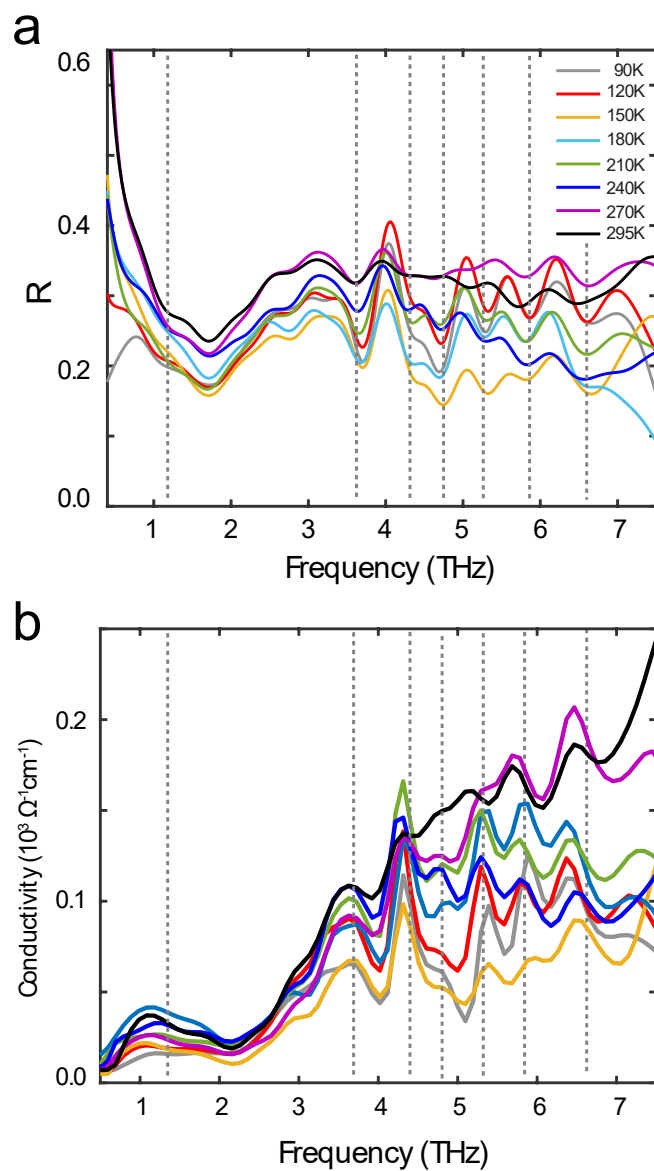 a
0.6
0.4
0.2
0.0
R
90K
120K
150K
180K
210K
240K
270K
295K
1 2 3 4 5 6 7
Frequency (THz)
b
0.2
0.1
0.0
Conductivity (10³ Ω⁻¹cm⁻¹)
1 2 3 4 5 6 7
Frequency (THz)